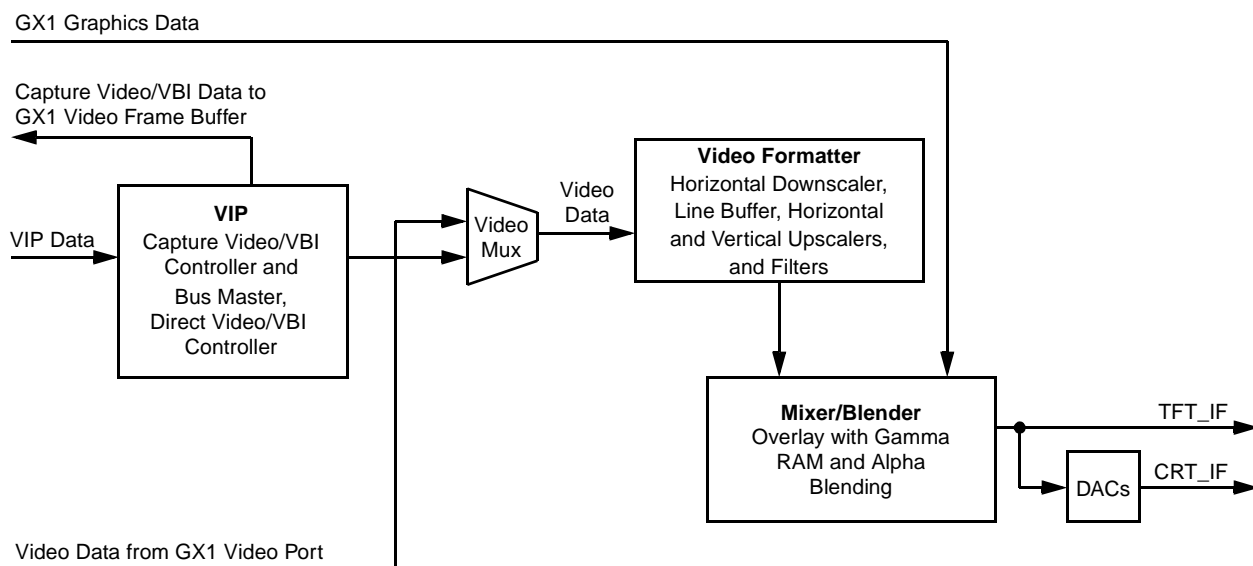 GX1 Graphics Data
Capture Video/VBI Data to
GX1 Video Frame Buffer
VIP Data
VIP
Capture Video/VBI
Controller and
Bus Master,
Direct Video/VBI
Controller
Video
Mux
Video
Data
Video Formatter
Horizontal Downscaler,
Line Buffer, Horizontal
and Vertical Upscalers,
and Filters
Mixer/Blender
Overlay with Gamma
RAM and Alpha
Blending
TFT_IF
DACs
CRT_IF
Video Data from GX1 Video Port